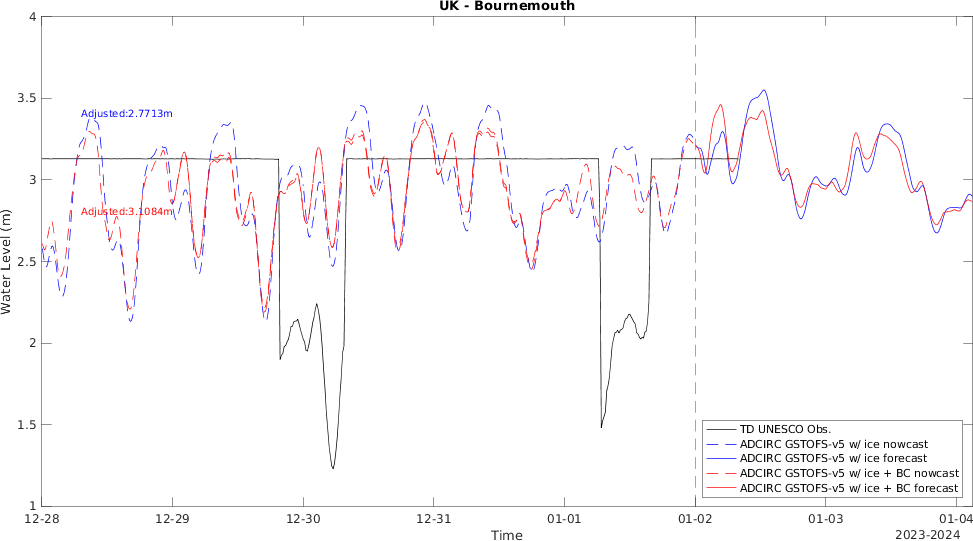 UK - Bournemouth
4
3.5
3
2.5
2
1.5
1
Water Level (m)
Adjusted:2.7713m
Adjusted:3.1084m
TD UNESCO Obs.
ADCIRC GSTOFS-v5 w/ ice nowcast
ADCIRC GSTOFS-v5 w/ ice forecast
ADCIRC GSTOFS-v5 w/ ice + BC nowcast
ADCIRC GSTOFS-v5 w/ ice + BC forecast
12-28 12-29 12-30 12-31 01-01 01-02 01-03 01-04
Time
2023-2024